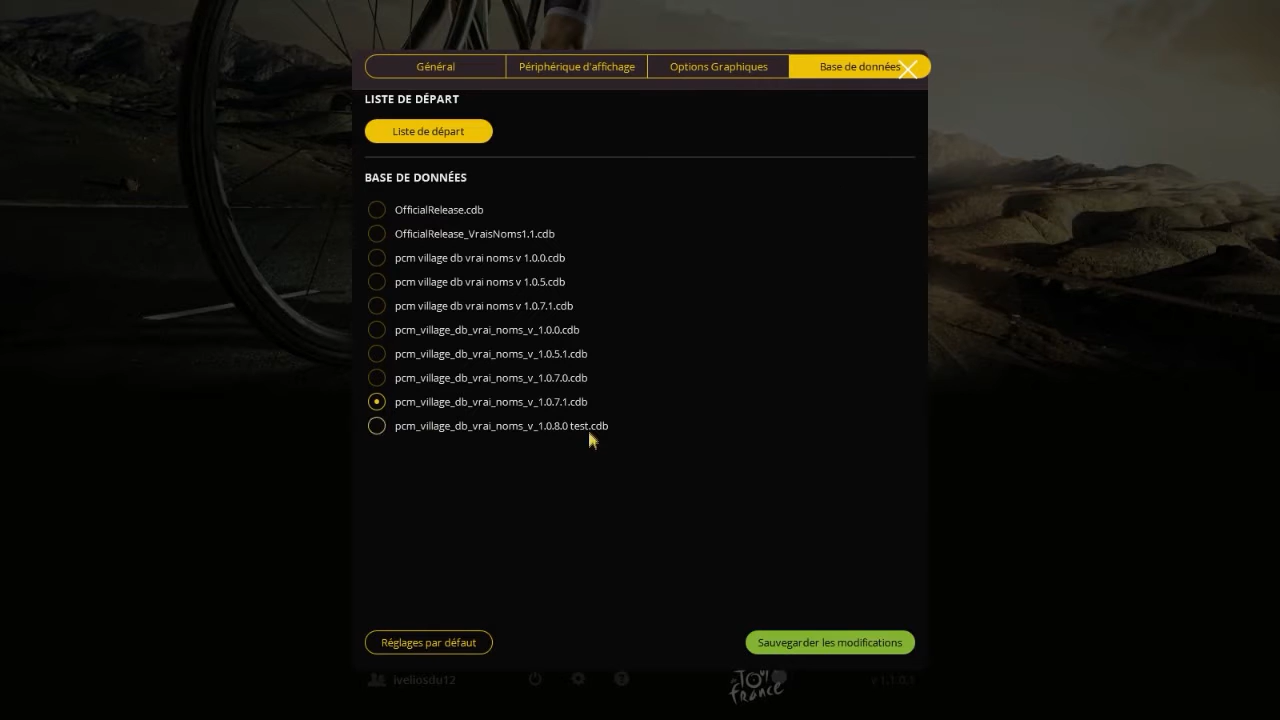 Général
Périphérique d'affichage
Options Graphiques
Base de données
LISTE DE DÉPART
Liste de départ
BASE DE DONNÉES
OfficialRelease.cdb
OfficialRelease_VraisNoms1.1.cdb
pcm village db vrai noms v 1.0.0.cdb
pcm village db vrai noms v 1.0.5.cdb
pcm village db vrai noms v 1.0.7.1.cdb
pcm_village_db_vrai_noms_v_1.0.0.cdb
pcm_village_db_vrai_noms_v_1.0.5.1.cdb
pcm_village_db_vrai_noms_v_1.0.7.0.cdb
pcm_village_db_vrai_noms_v_1.0.7.1.cdb
pcm_village_db_vrai_noms_v_1.0.8.0 test.cdb
Réglages par défaut
Sauvegarder les modifications
iveliosdu12
TOUR
france